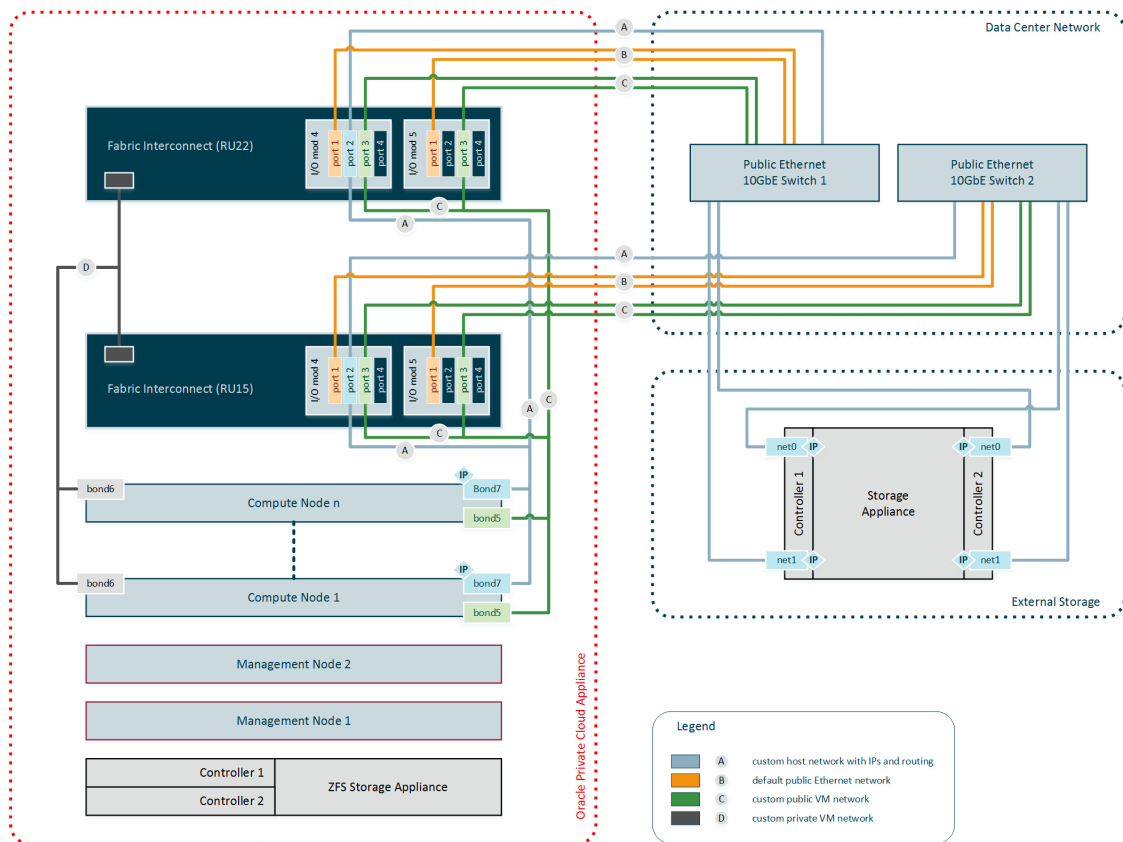 Data Center Network
A
B
C
Fabric Interconnect (RU22)
I/O mod 4
port 1
port 2
port 3
port 4
I/O mod 5
port 1
port 2
port 3
port 4
Public Ethernet
10GbE Switch 1
Public Ethernet
10GbE Switch 2
C
A
D
A
B
C
Fabric Interconnect (RU15)
I/O mod 4
port 1
port 2
port 3
port 4
I/O mod 5
port 1
port 2
port 3
port 4
C
A
C
A
bond6
Compute Node n
IP
Bond7
bond5
bond6
Compute Node 1
IP
bond7
bond5
Management Node 2
Management Node 1
Controller 1
Controller 2
ZFS Storage Appliance
Oracle Private Cloud Appliance
net0
IP
Controller 1
net1
IP
Storage
Appliance
IP
net0
Controller 2
IP
net1
External Storage
Legend
A custom host network with IPs and routing
B default public Ethernet network
C custom public VM network
D custom private VM network